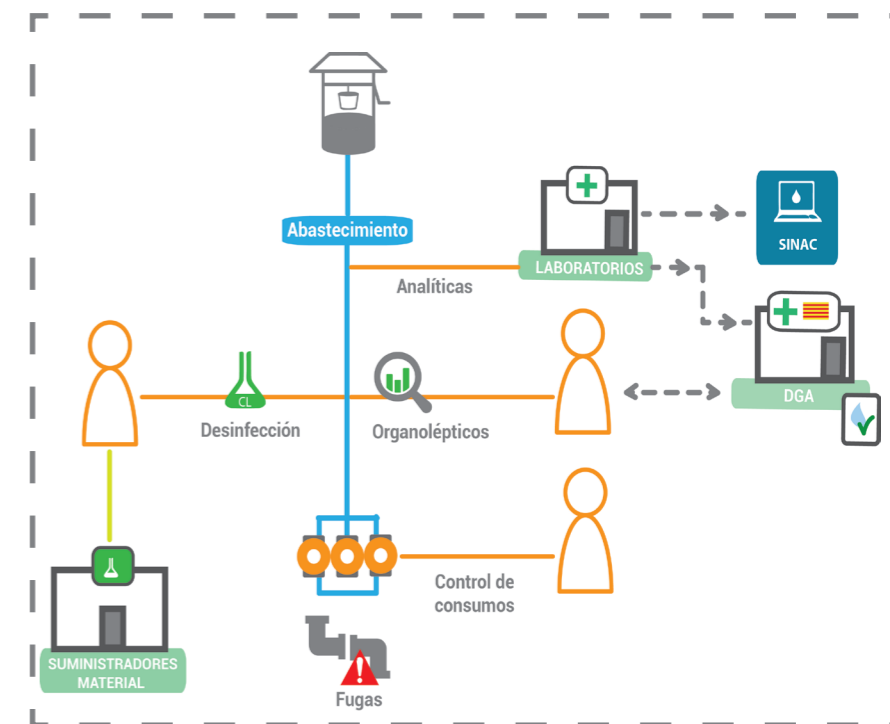 Abastecimiento
SINAC
LABORATORIOS
Analíticas
DGA
CL
Desinfección
Organolépticos
Control de
consumos
SUMINISTRADORES
MATERIAL
Fugas